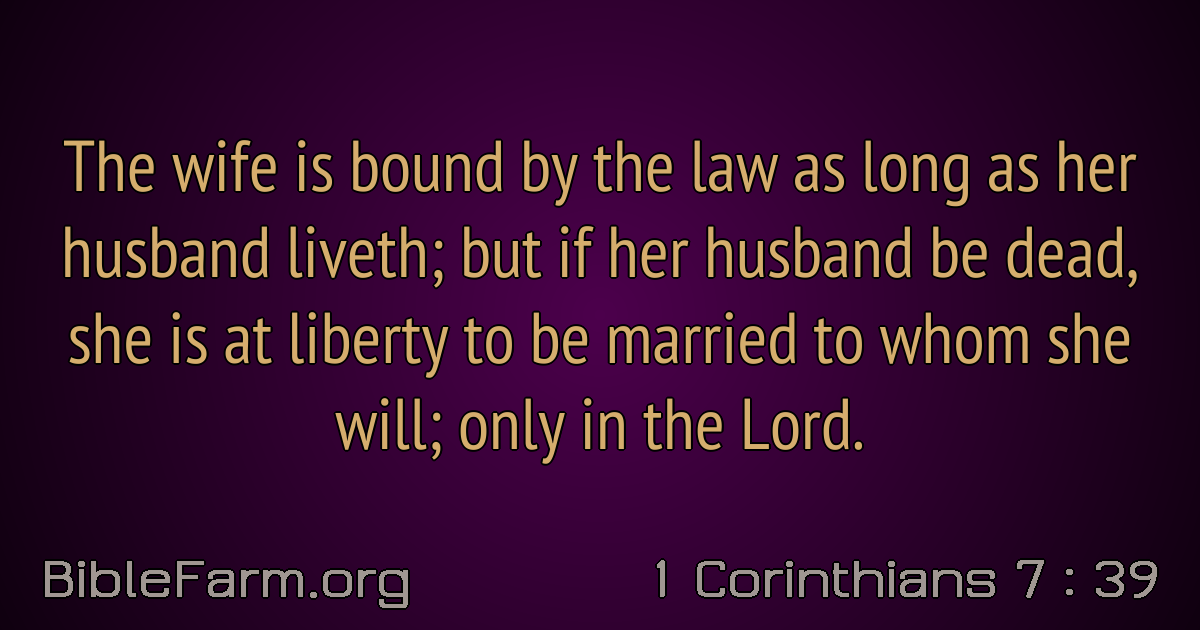 The wife is bound by the law as long as her
husband liveth; but if her husband be dead,
she is at liberty to be married to whom she
will; only in the Lord.
BibleFarm.org
1 Corinthians 7 : 39